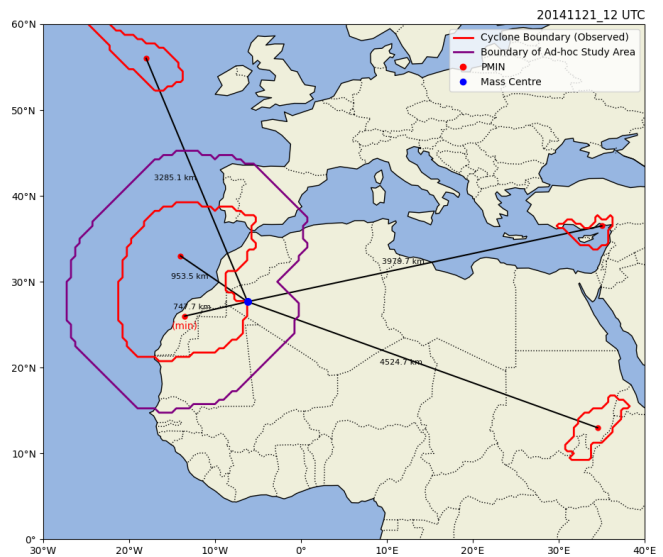 20141121_12 UTC
Cyclone Boundary (Observed)
Boundary of Ad-hoc Study Area
PMIN
Mass Centre
60°N
50°N
40°N
30°N
20°N
10°N
0°
3285.1 km
953.5 km
747.7 km
(min)
3979.7 km
4524.7 km
30°W
20°W
10°W
0°
10°E
20°E
30°E
40°E